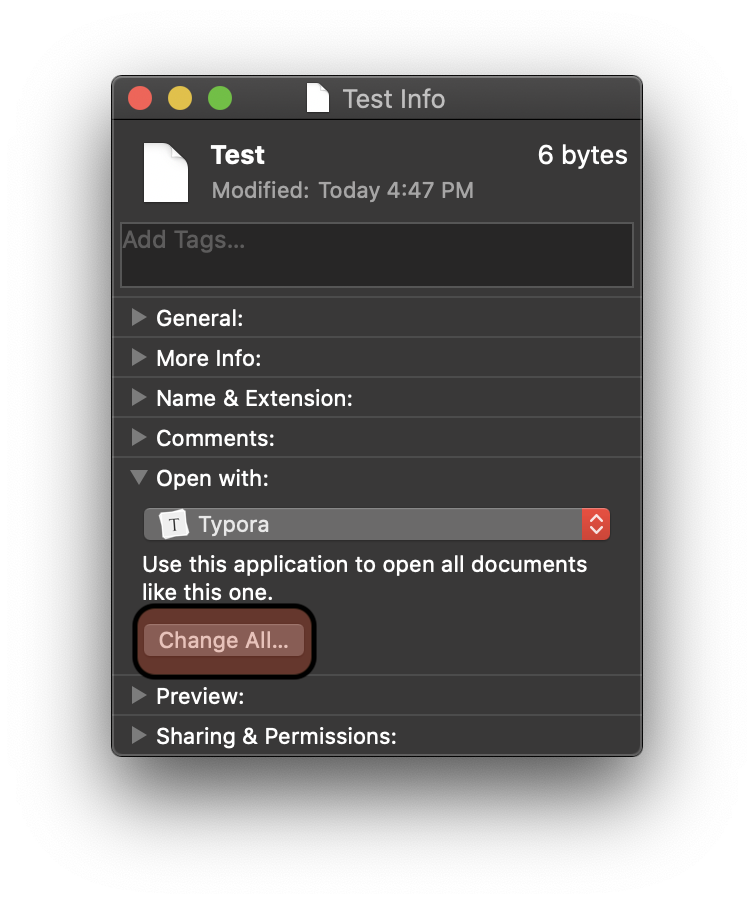 Test Info
Test
6 bytes
Modified: Today 4:47 PM
Add Tags...
General:
More Info:
Name & Extension:
Comments:
Open with:
T Typora
Use this application to open all documents
like this one.
Change All...
Preview:
Sharing & Permissions: